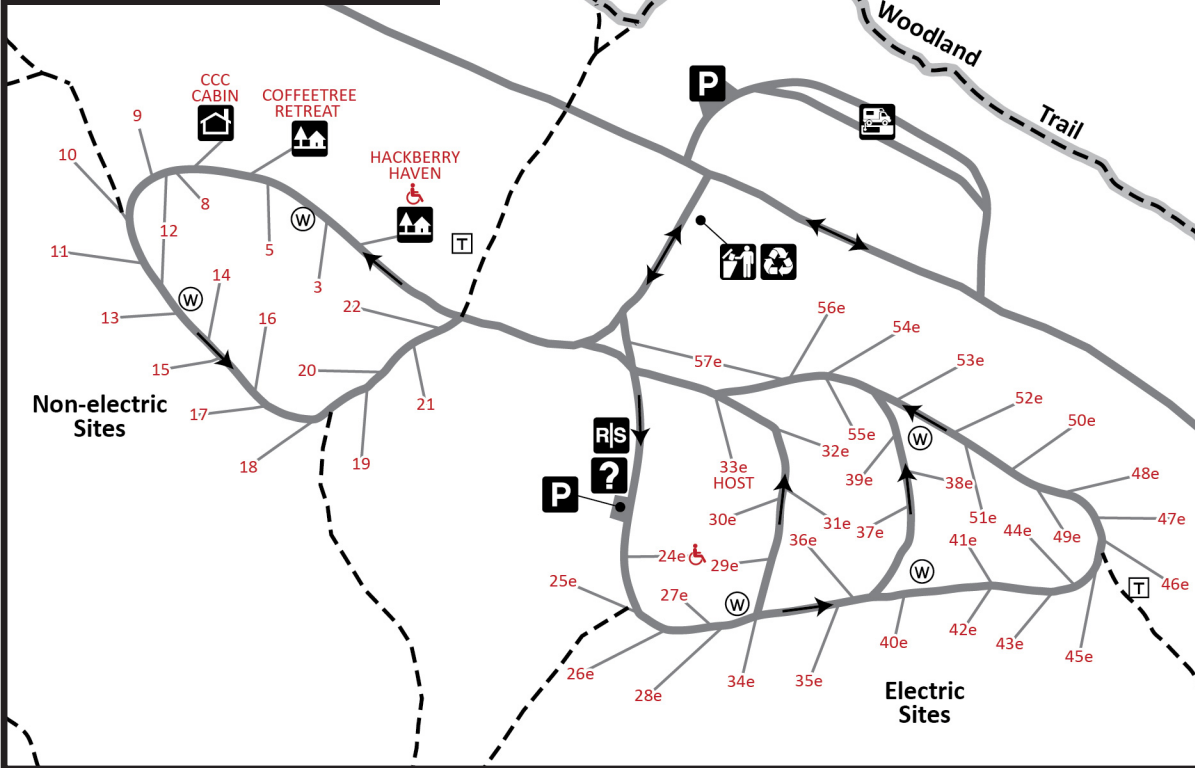 Woodland
Trail
P
CCC
CABIN
COFFEETREE
RETREAT
HACKBERRY
HAVEN
9
10
8
12
5
11
W
T
3
14
W
13
16
22
15
20
17
21
18
19
Non-electric
Sites
56e
54e
57e
53e
52e
50e
55e
32e
W
R|S
?
P
33e
HOST
39e
38e
48e
30e
31e
37e
51e
44e
49e
47e
36e
41e
24e
29e
25e
27e
W
W
T
46e
26e
28e
34e
35e
40e
42e
43e
45e
Electric
Sites